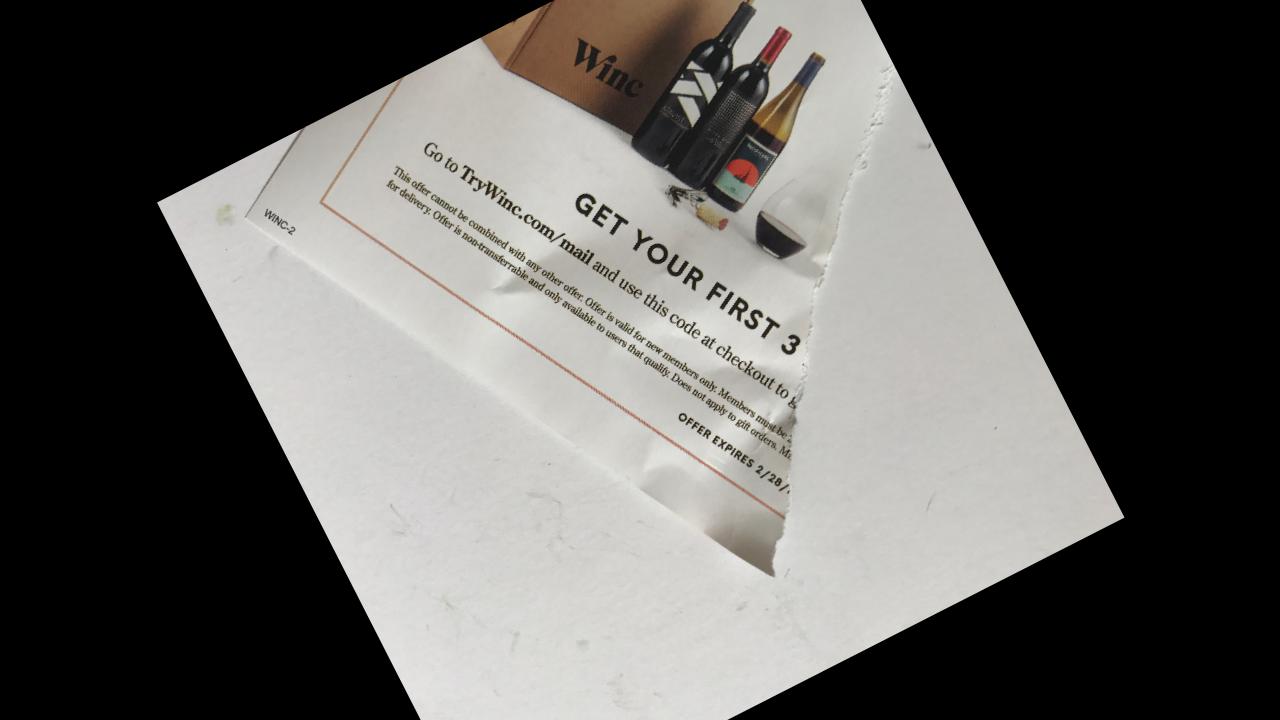 Winc
GET YOUR FIRST 3
Go to TryWinc.com/mail and use this code at checkout to
This offer cannot be combined with any other offer. Offer is valid for new members only. Members must be
for delivery. Offer is non-transferrable and only available to users that qualify. Does not apply to gift orders.
OFFER EXPIRES 2/28/
WINC-2